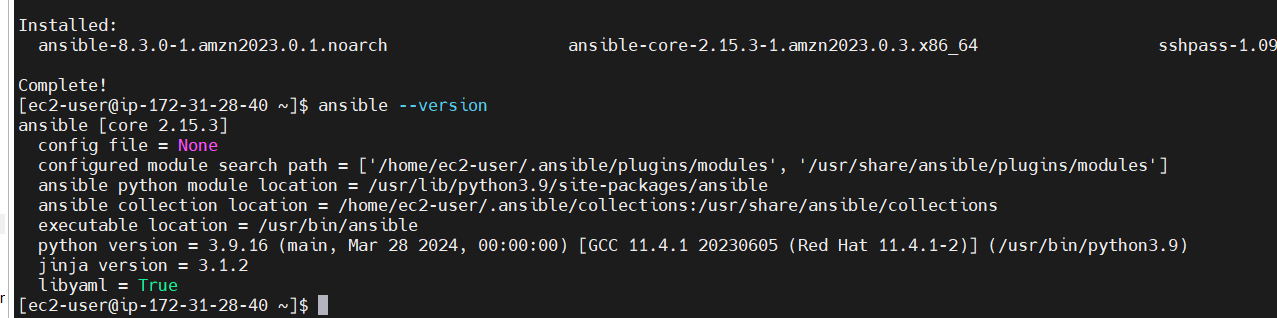 Installed:
ansible-8.3.0-1.amzn2023.0.1.noarch ansible-core-2.15.3-1.amzn2023.0.3.x86_64 sshpass-1.09
Complete!
[ec2-user@ip-172-31-28-40 ~]$ ansible --version
ansible [core 2.15.3]
config file = None
configured module search path = ['/home/ec2-user/.ansible/plugins/modules', '/usr/share/ansible/plugins/modules']
ansible python module location = /usr/lib/python3.9/site-packages/ansible
ansible collection location = /home/ec2-user/.ansible/collections:/usr/share/ansible/collections
executable location = /usr/bin/ansible
python version = 3.9.16 (main, Mar 28 2024, 00:00:00) [GCC 11.4.1 20230605 (Red Hat 11.4.1-2)] (/usr/bin/python3.9)
jinja version = 3.1.2
libyaml = True
r
[ec2-user@ip-172-31-28-40 ~]$